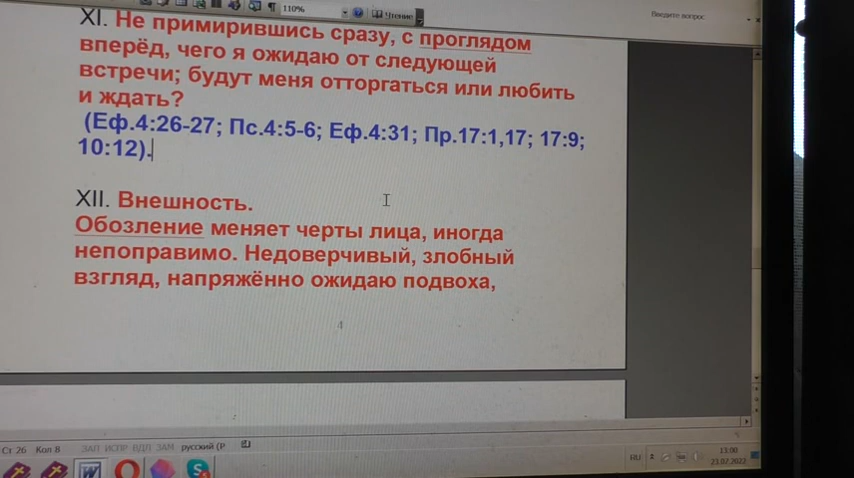 110%
Чтение
Введите вопрос
XI. Не примирившись сразу, с проглядом
вперёд, чего я ожидаю от следующей
встречи; будут меня отторгаться или любить
и ждать?
(Еф.4:26-27; Пс.4:5-6; Еф.4:31; Пр.17:1,17; 17:9;
10:12).
XII. Внешность.
Обозление меняет черты лица, иногда
непоправимо. Недоверчивый, злобный
взгляд, напряжённо ожидаю подвоха,
4
Ст 26 Кол 8 ЗАП ИСПР ВДЛ ЗАМ русский (Р
RU 13:00
23.07.2022